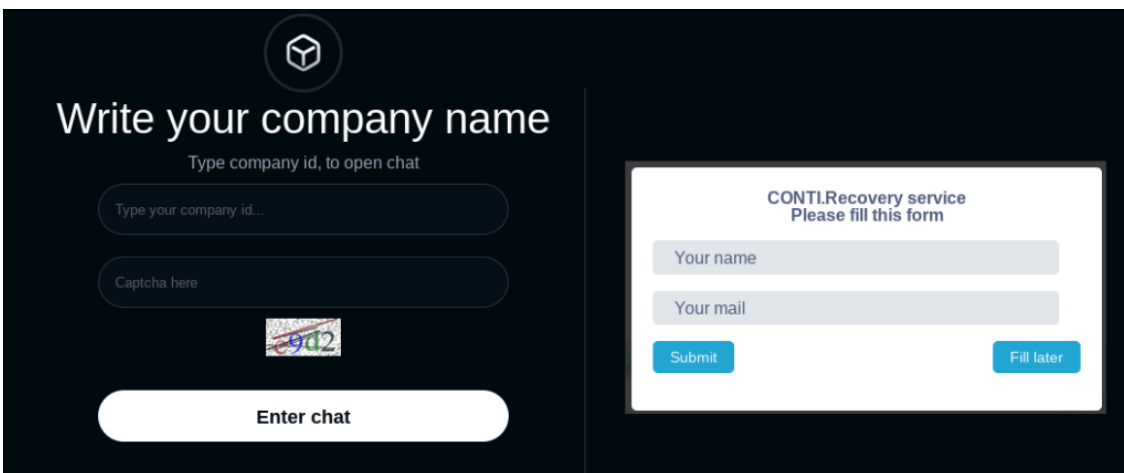 Write your company name
Type company id, to open chat
Type your company id...
Captcha here
c9d2
Enter chat
CONTI.Recovery service
Please fill this form
Your name
Your mail
Submit
Fill later